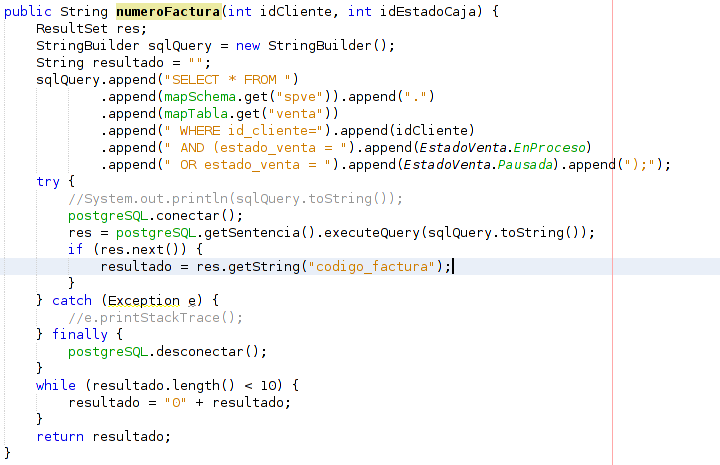 public String numeroFactura(int idCliente, int idEstadoCaja) {
    ResultSet res;
    StringBuilder sqlQuery = new StringBuilder();
    String resultado = "";
    sqlQuery.append("SELECT * FROM ")
            .append(mapSchema.get("spve")).append(".")
            .append(mapTabla.get("venta"))
            .append(" WHERE id_cliente=").append(idCliente)
            .append(" AND (estado_venta = ").append(EstadoVenta.EnProceso)
            .append(" OR estado_venta = ").append(EstadoVenta.Pausada).append(");");
    try {
        //System.out.println(sqlQuery.toString());
        postgreSQL.conectar();
        res = postgreSQL.getSentencia().executeQuery(sqlQuery.toString());
        if (res.next()) {
            resultado = res.getString("codigo_factura");
        }
    } catch (Exception e) {
        //e.printStackTrace();
    } finally {
        postgreSQL.desconectar();
    }
    while (resultado.length() < 10) {
        resultado = "0" + resultado;
    }
    return resultado;
}